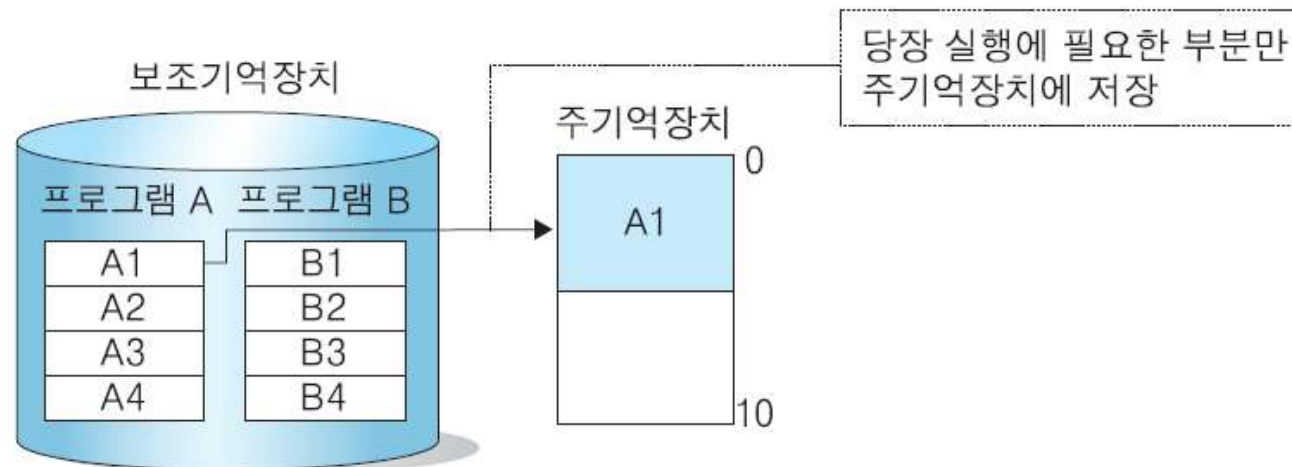 당장 실행에 필요한 부분만
주기억장치에 저장
보조기억장치
주기억장치
0
프로그램 A 프로그램 B
A1
A1 B1
A2 B2
A3 B3
A4 B4
10